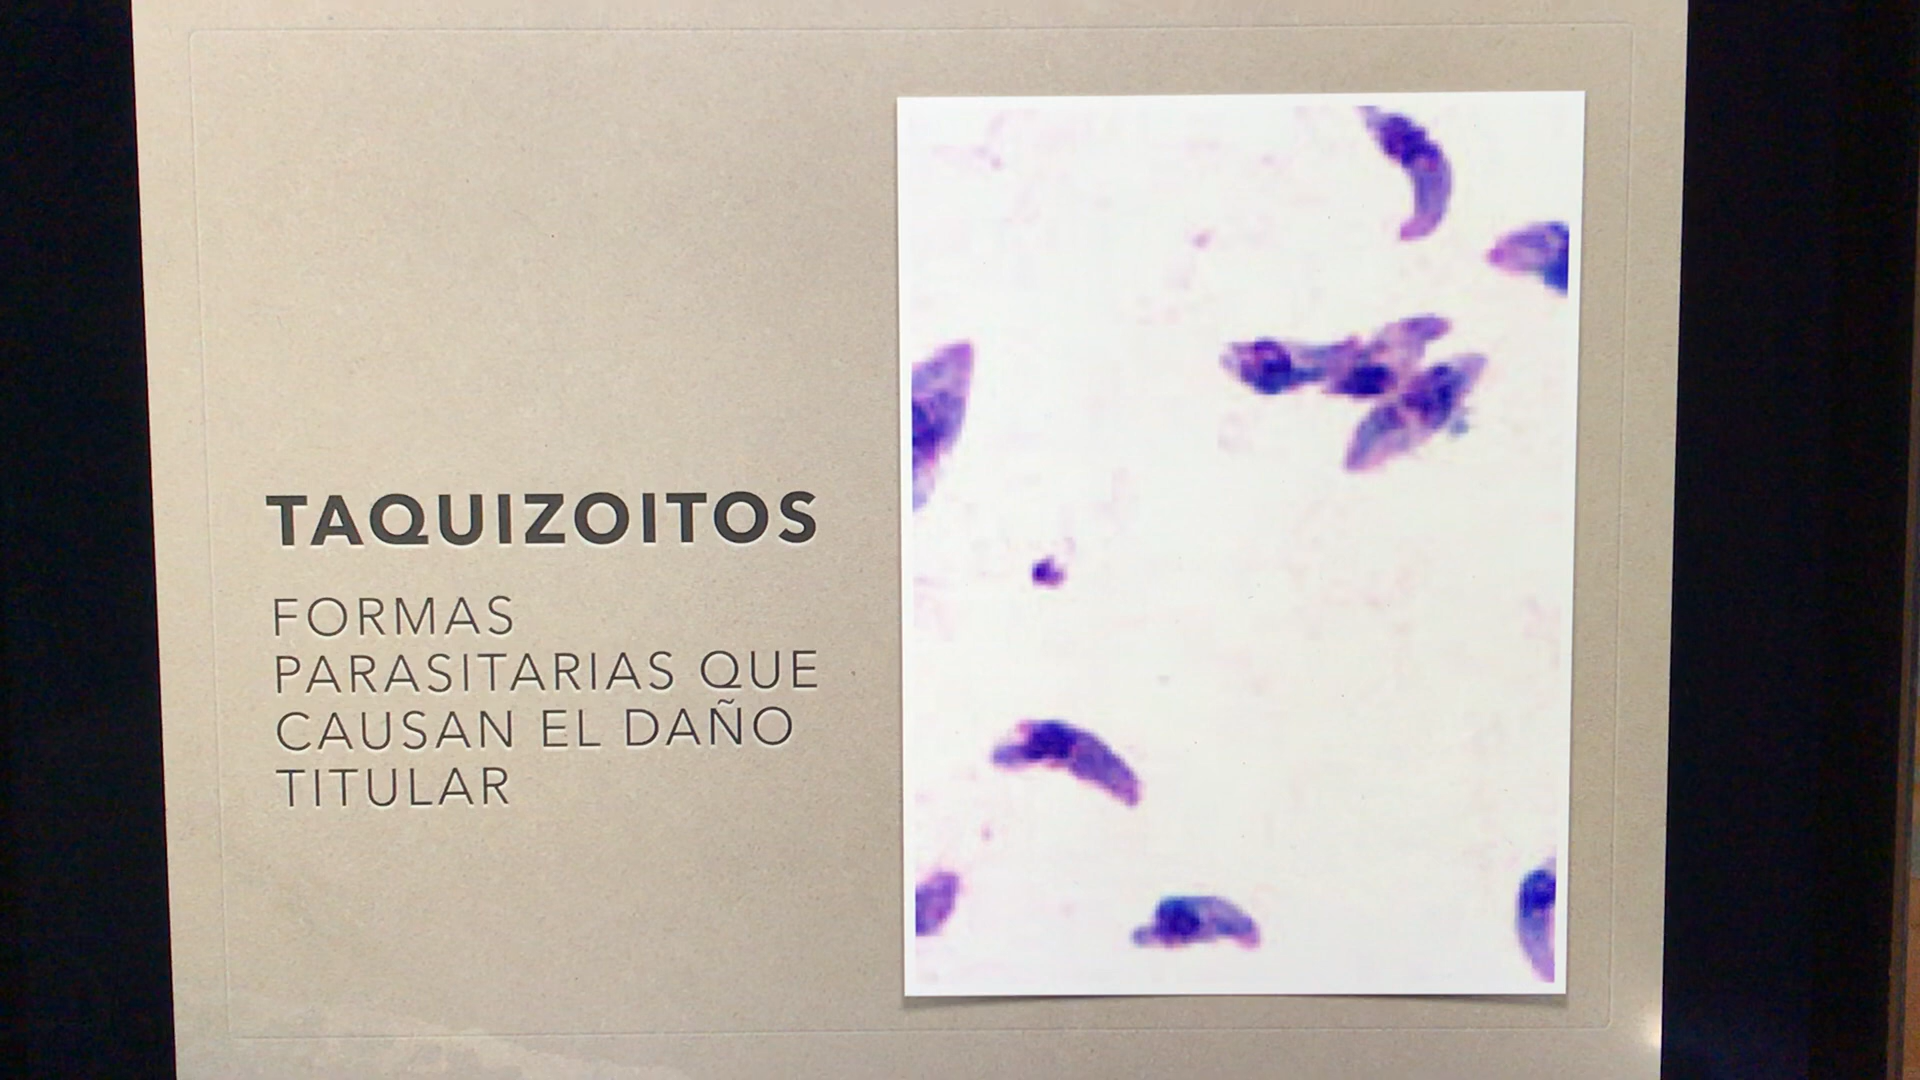 TAQUIZOITOS
FORMAS
PARASITARIAS QUE
CAUSAN EL DAÑO
TITULAR